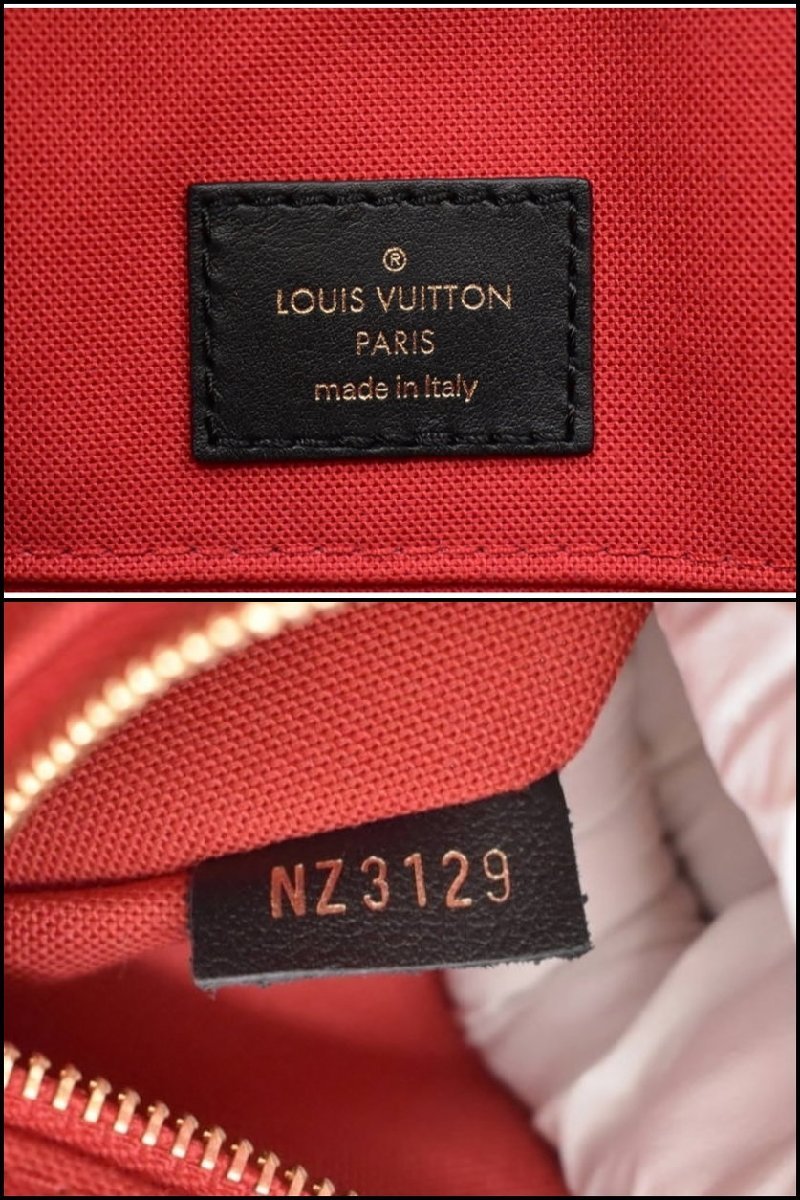 ®
LOUIS VUITTON
PARIS
made in Italy
NZ3129